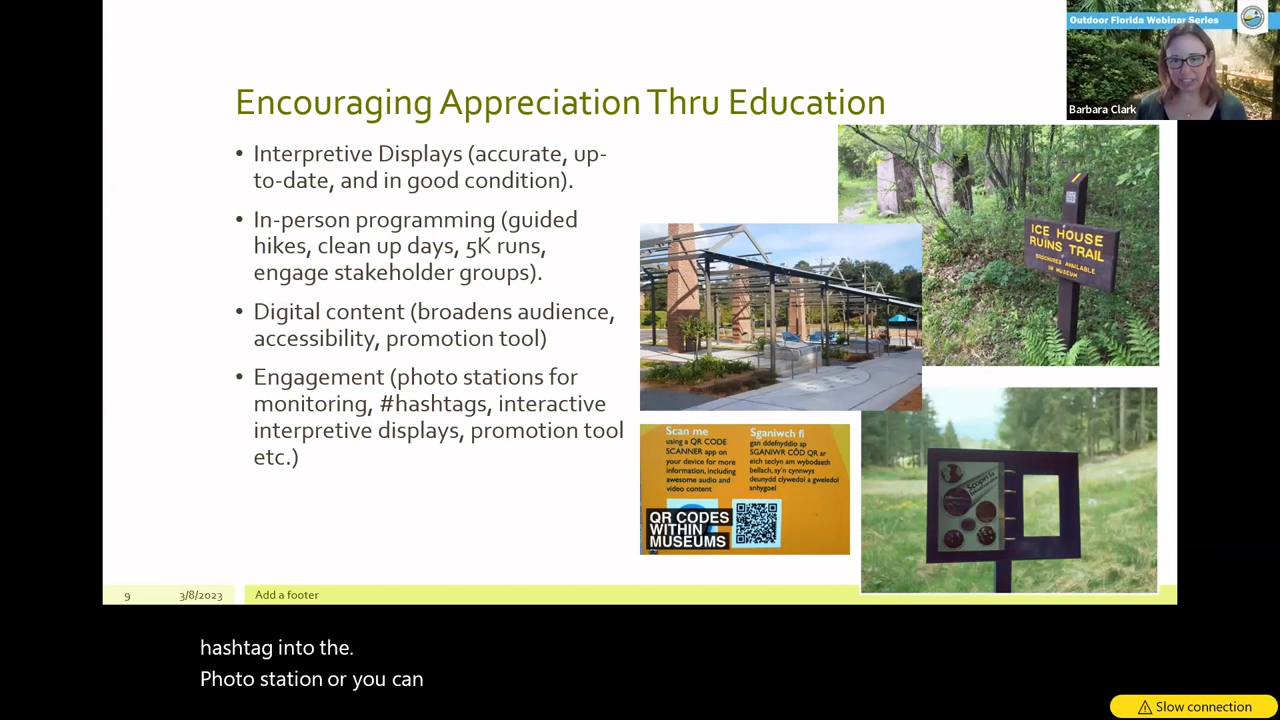 Outdoor Florida Webinar Series
Barbara Clark
Encouraging Appreciation Thru Education
• Interpretive Displays (accurate, up-
to-date, and in good condition).
• In-person programming (guided
hikes, clean up days, 5K runs,
engage stakeholder groups).
• Digital content (broadens audience,
accessibility, promotion tool)
• Engagement (photo stations for
monitoring, #hashtags, interactive
interpretive displays, promotion tool
etc.)
ICE HOUSE
RUINS TRAIL
BROCHURES AVAILABLE
IN MUSEUM
Scan me
using a QR CODE
SCANNER app on
your device for more
information, including
awesome audio and
video content
Sganiwch fi
gan ddefnyddio ap
SGANIWR CÔD QR ar
eich teclyn am wybodaeth
bellach, sy'n cynnwys
deunydd clywedol a gweledol
anhygoel
QR CODES
WITHIN
MUSEUMS
9
3/8/2023
Add a footer
hashtag into the.
Photo station or you can
Slow connection